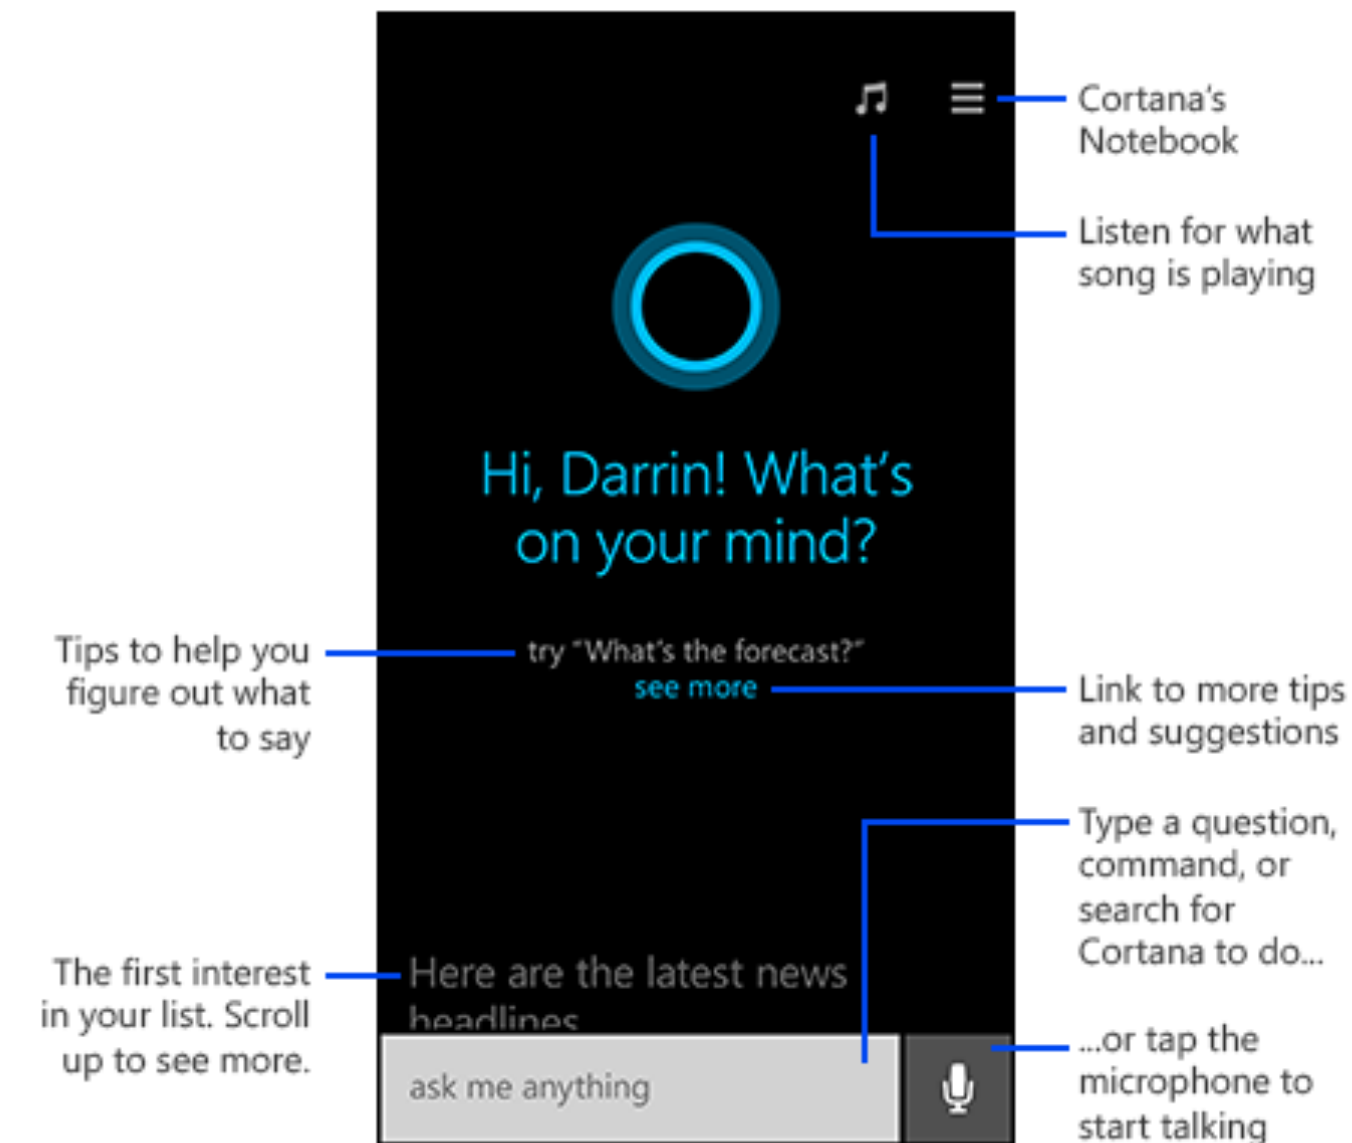 Cortana's
Notebook
Listen for what
song is playing
Hi, Darrin! What's
on your mind?
Tips to help you
figure out what
to say
try "What's the forecast?"
see more
Link to more tips
and suggestions
Type a question,
command, or
search for
Cortana to do...
The first interest
in your list. Scroll
up to see more.
Here are the latest news
headlines
ask me anything
...or tap the
microphone to
start talking